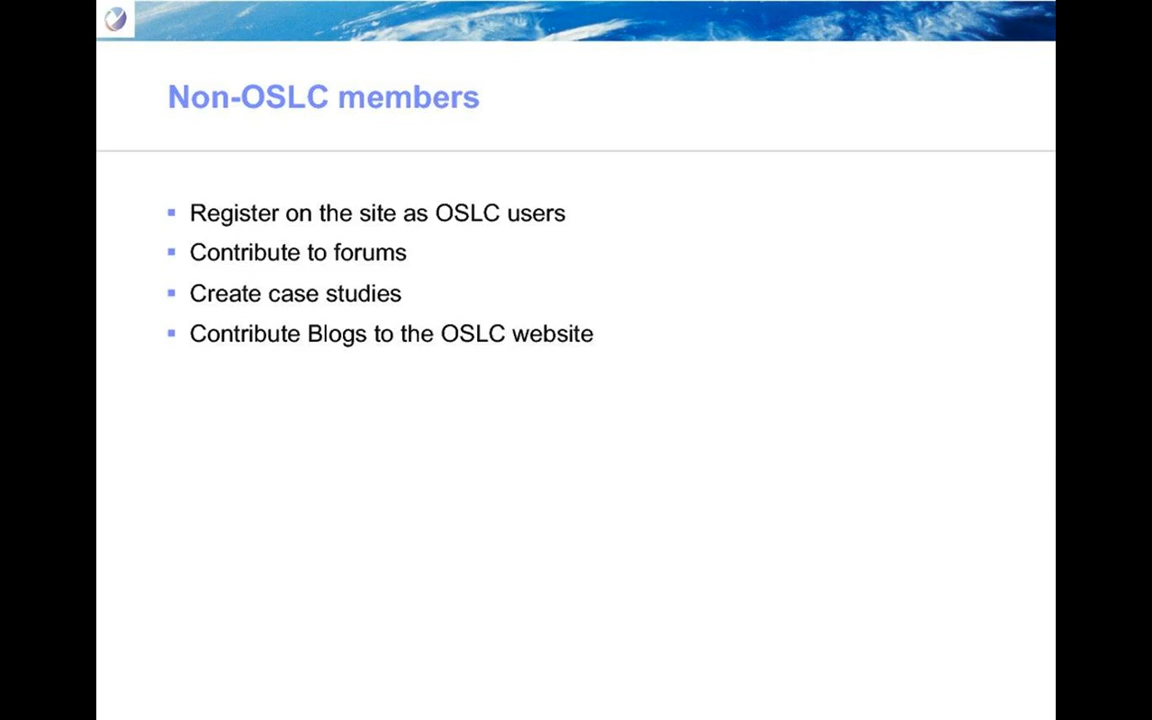 Non-OSLC members
Register on the site as OSLC users
Contribute to forums
Create case studies
Contribute Blogs to the OSLC website